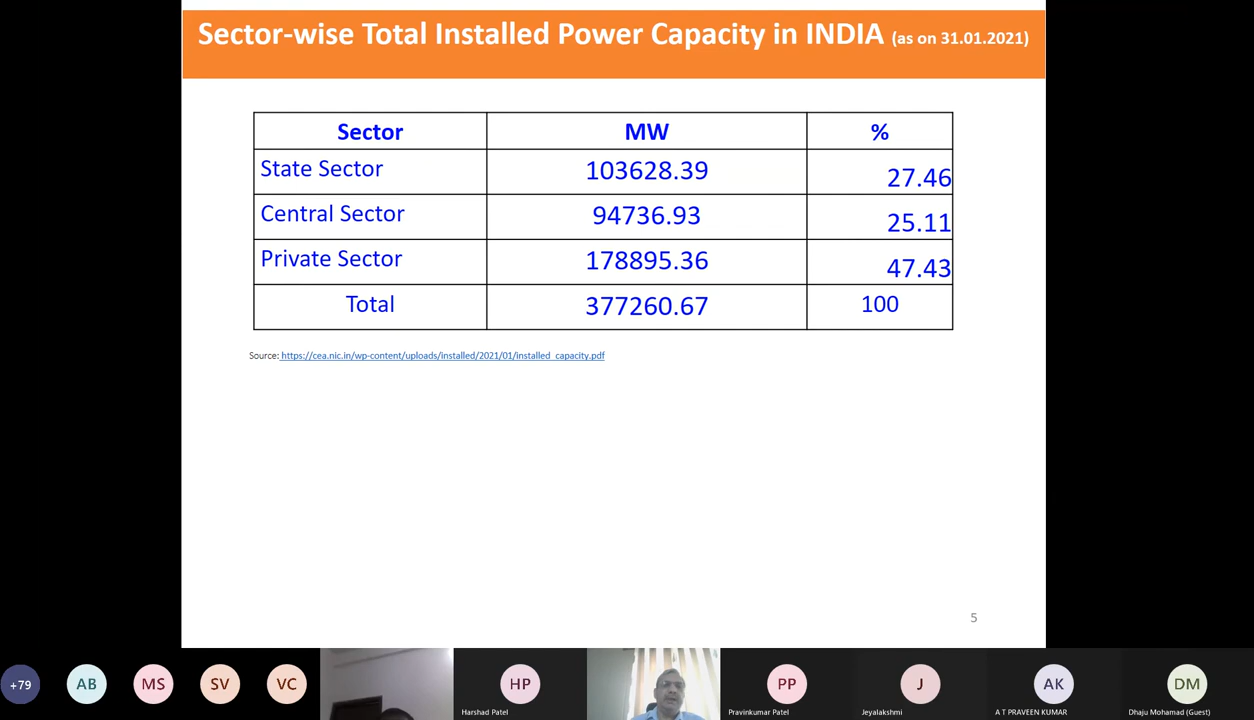 Sector-wise Total Installed Power Capacity in INDIA (as on 31.01.2021)
Sector MW %
State Sector 103628.39 27.46
Central Sector 94736.93 25.11
Private Sector 178895.36 47.43
Total 377260.67 100
Source: https://cea.nic.in/wp-content/uploads/installed/2021/01/installed_capacity.pdf
5
+79 AB MS SV VC HP PP J AK DM
Harshad Patel Pravinkumar Patel Jeyalakshmi A T PRAVEEN KUMAR Dhaju Mohamad (Guest)